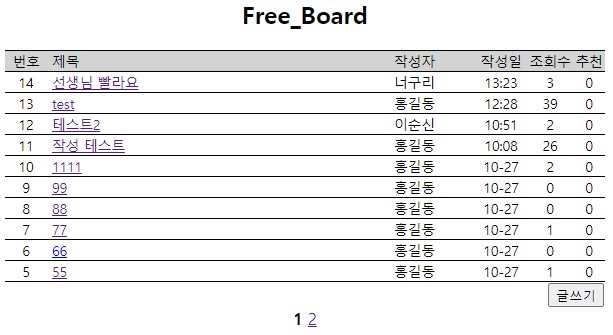 Free_Board
번호 제목 작성자 작성일 조회수 추천
14 선생님 빨라요 너구리 13:23 3 0
13 test 홍길동 12:28 39 0
12 테스트2 이순신 10:51 2 0
11 작성 테스트 홍길동 10:08 26 0
10 1111 홍길동 10-27 2 0
9 99 홍길동 10-27 0 0
8 88 홍길동 10-27 0 0
7 77 홍길동 10-27 1 0
6 66 홍길동 10-27 0 0
5 55 홍길동 10-27 1 0
글쓰기
1 2